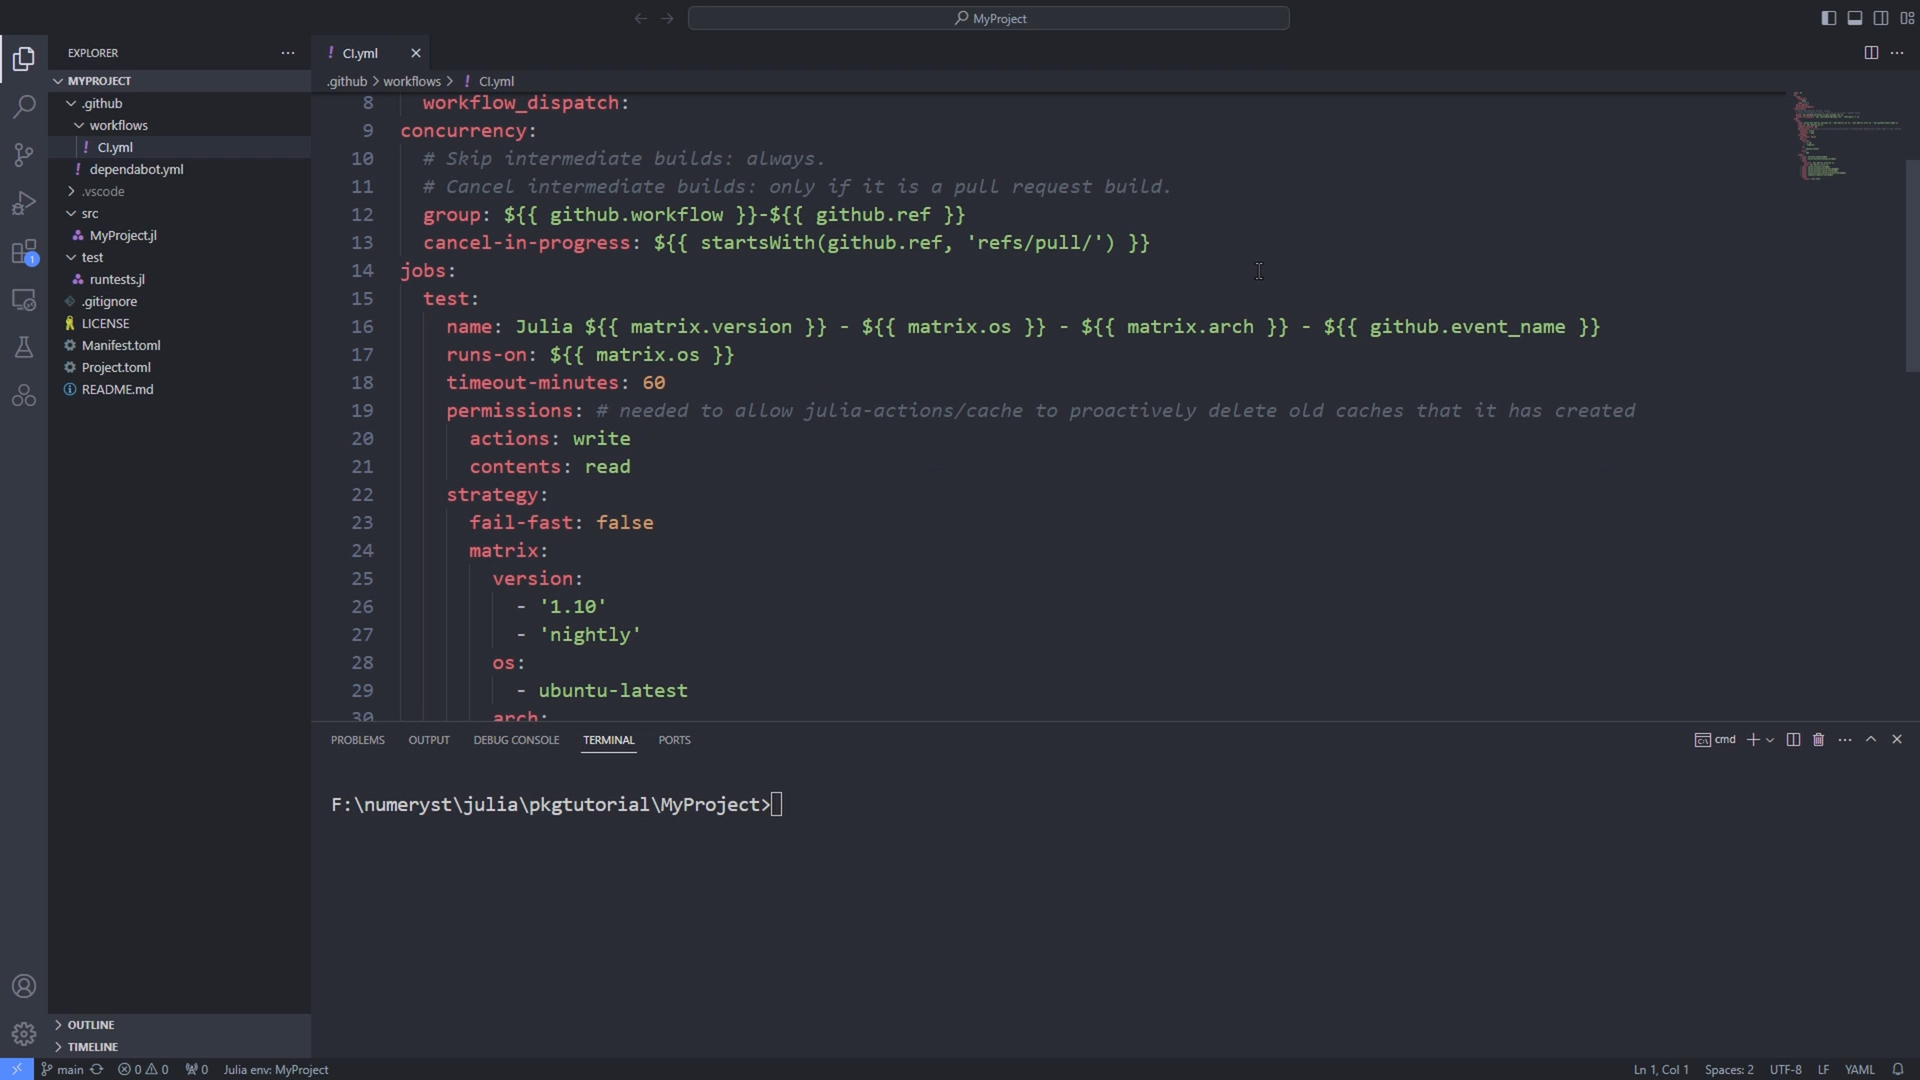 MyProject
EXPLORER
MYPROJECT
.github
workflows
CI.yml
dependabot.yml
.vscode
src
MyProject.jl
test
runtests.jl
.gitignore
LICENSE
Manifest.toml
Project.toml
README.md
OUTLINE
TIMELINE
1
CI.yml
.github > workflows > CI.yml
8 workflow_dispatch:
9 concurrency:
10 # Skip intermediate builds: always.
11 # Cancel intermediate builds: only if it is a pull request build.
12 group: ${{ github.workflow }}-${{ github.ref }}
13 cancel-in-progress: ${{ startsWith(github.ref, 'refs/pull/') }}
14 jobs:
15 test:
16 name: Julia ${{ matrix.version }} - ${{ matrix.os }} - ${{ matrix.arch }} - ${{ github.event_name }}
17 runs-on: ${{ matrix.os }}
18 timeout-minutes: 60
19 permissions: # needed to allow julia-actions/cache to proactively delete old caches that it has created
20 actions: write
21 contents: read
22 strategy:
23 fail-fast: false
24 matrix:
25 version:
26 - '1.10'
27 - 'nightly'
28 os:
29 - ubuntu-latest
30 arch:
PROBLEMS OUTPUT DEBUG CONSOLE TERMINAL PORTS cmd
F:\numeryst\julia\pkgtutorial\MyProject>
main 0 0 0 Julia env: MyProject Ln 1, Col 1 Spaces: 2 UTF-8 LF YAML